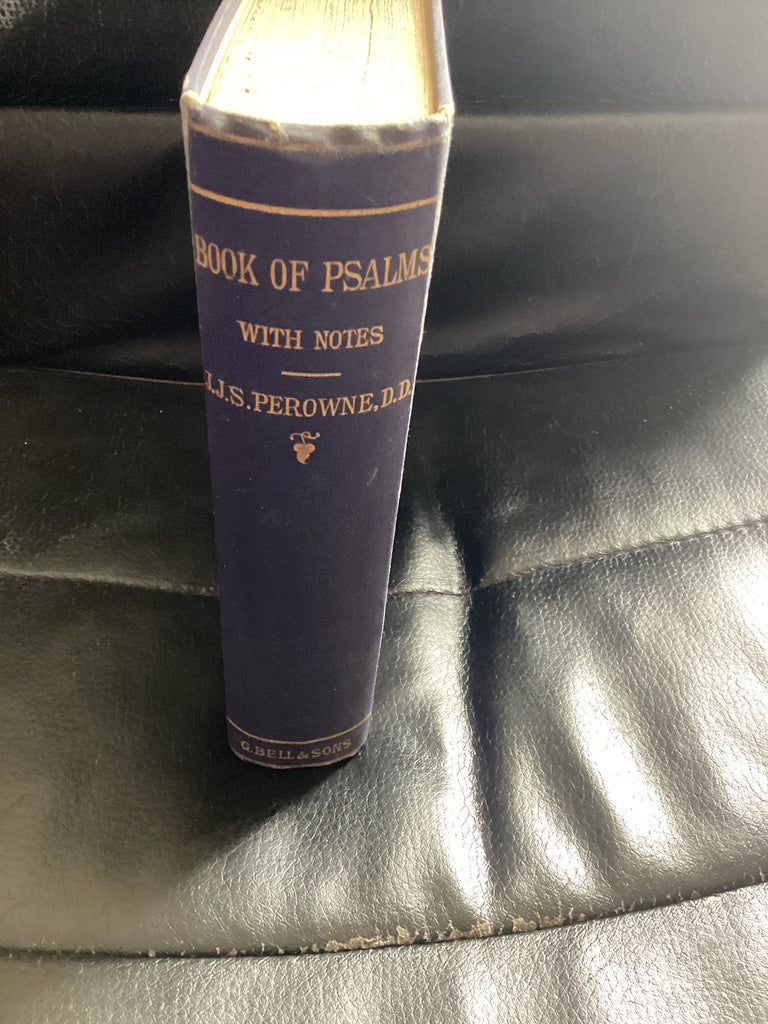 BOOK OF PSALMS
WITH NOTES
J.J.S. PEROWNE, D.D.
G. BELL & SONS